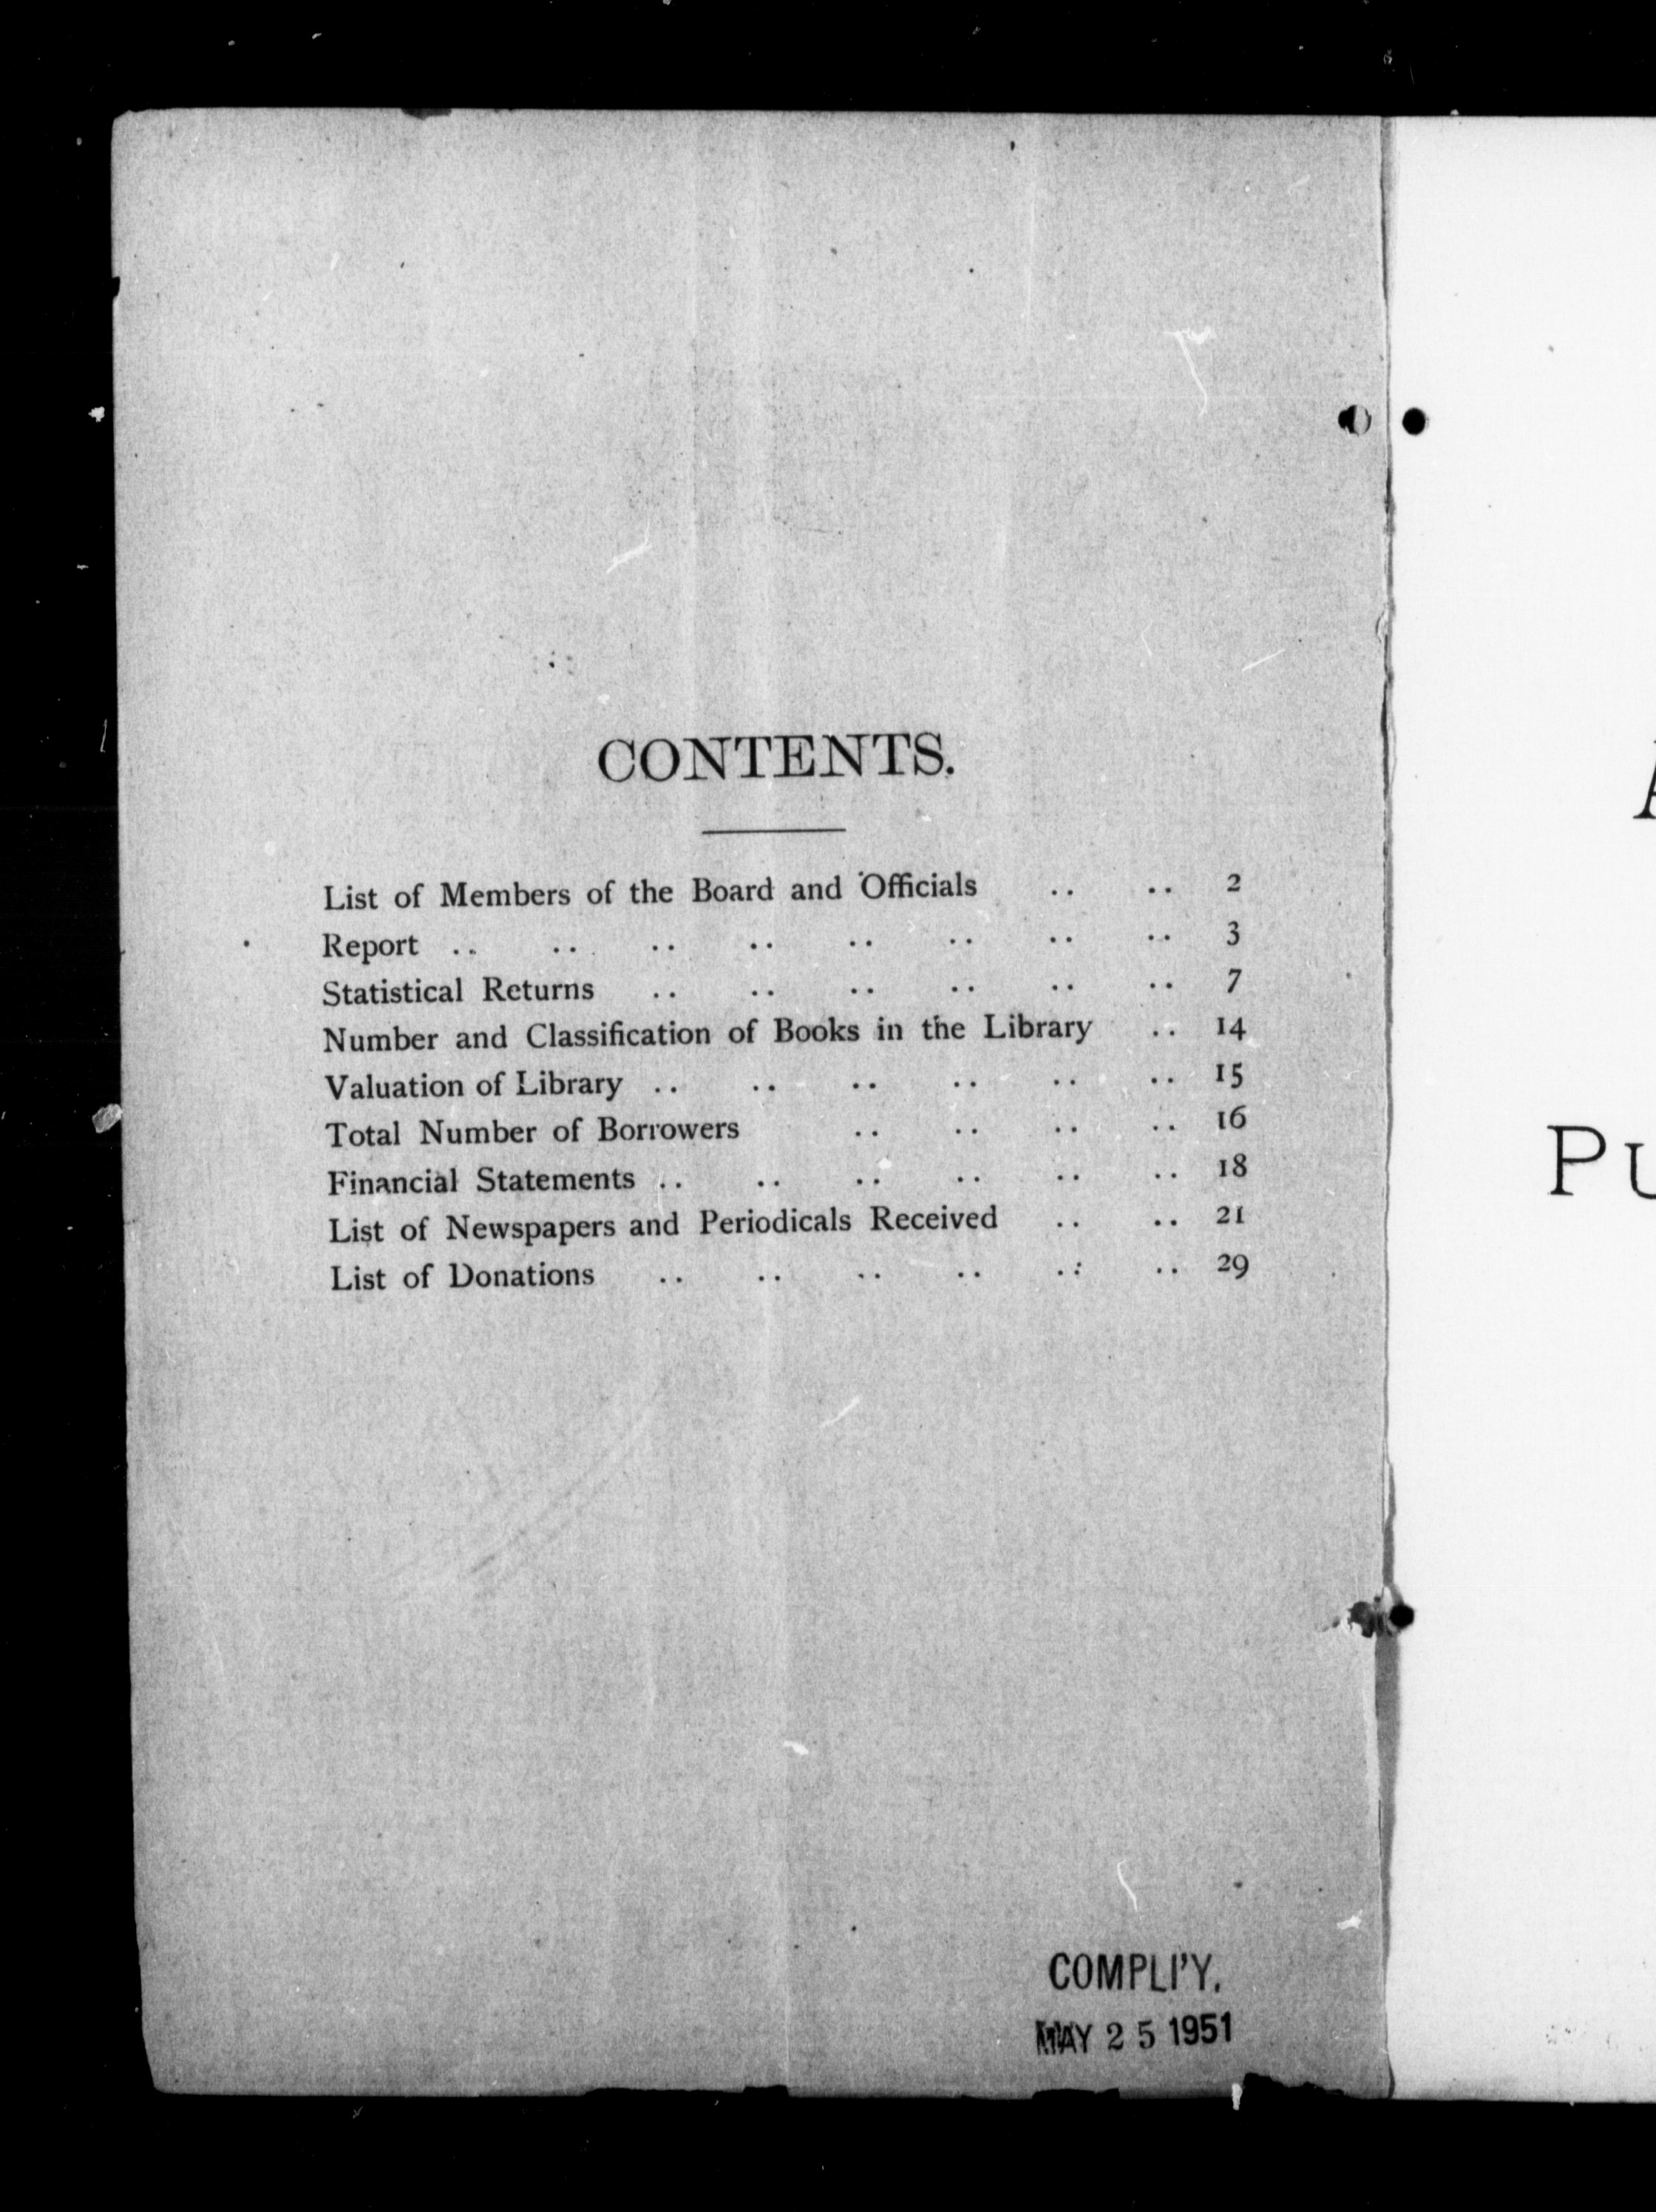 CONTENTS.
List of Members of the Board and Officials .. .. 2
Report .. .. .. .. .. .. .. .. 3
Statistical Returns .. .. .. .. .. .. 7
Number and Classification of Books in the Library .. 14
Valuation of Library .. .. .. .. .. .. 15
Total Number of Borrowers .. .. .. .. 16
Financial Statements .. .. .. .. .. .. 18
List of Newspapers and Periodicals Received .. .. 21
List of Donations .. .. .. .. .. .. 29
COMPLI'Y.
MAY 25 1951
PU